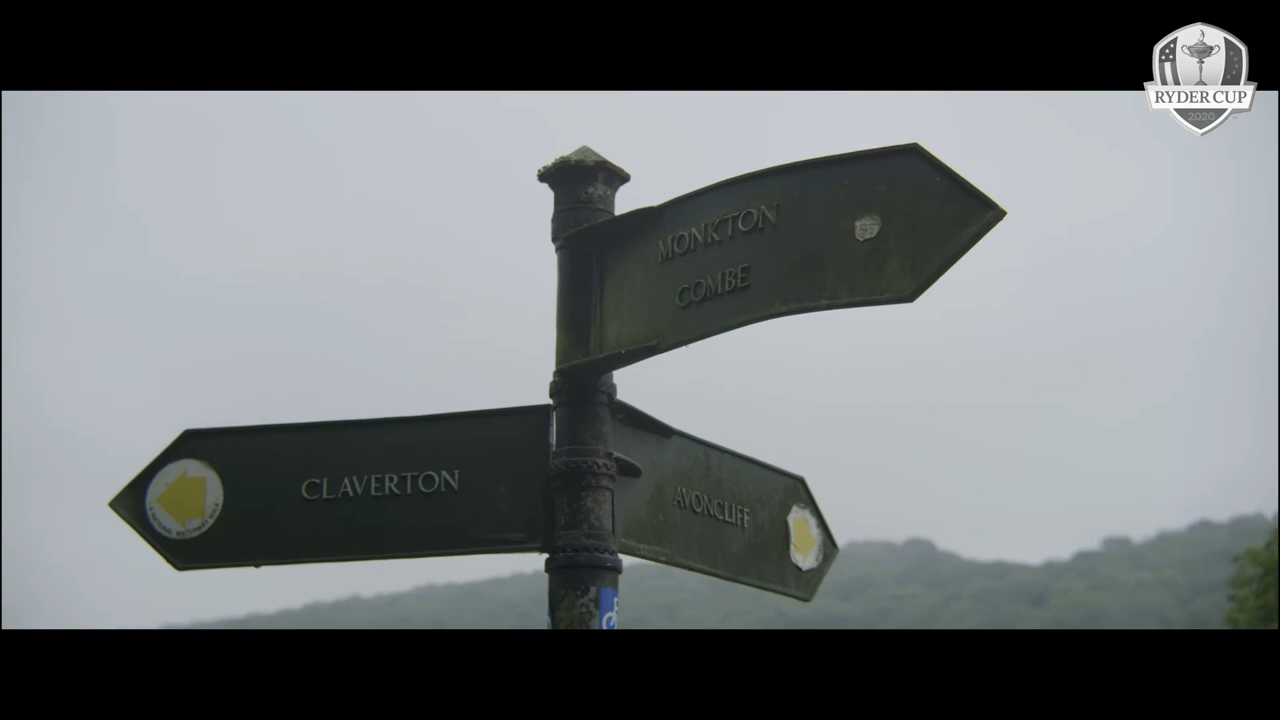 RYDER CUP
2020
MONKTON
COMBE
CLAVERTON
AVONCLIFF